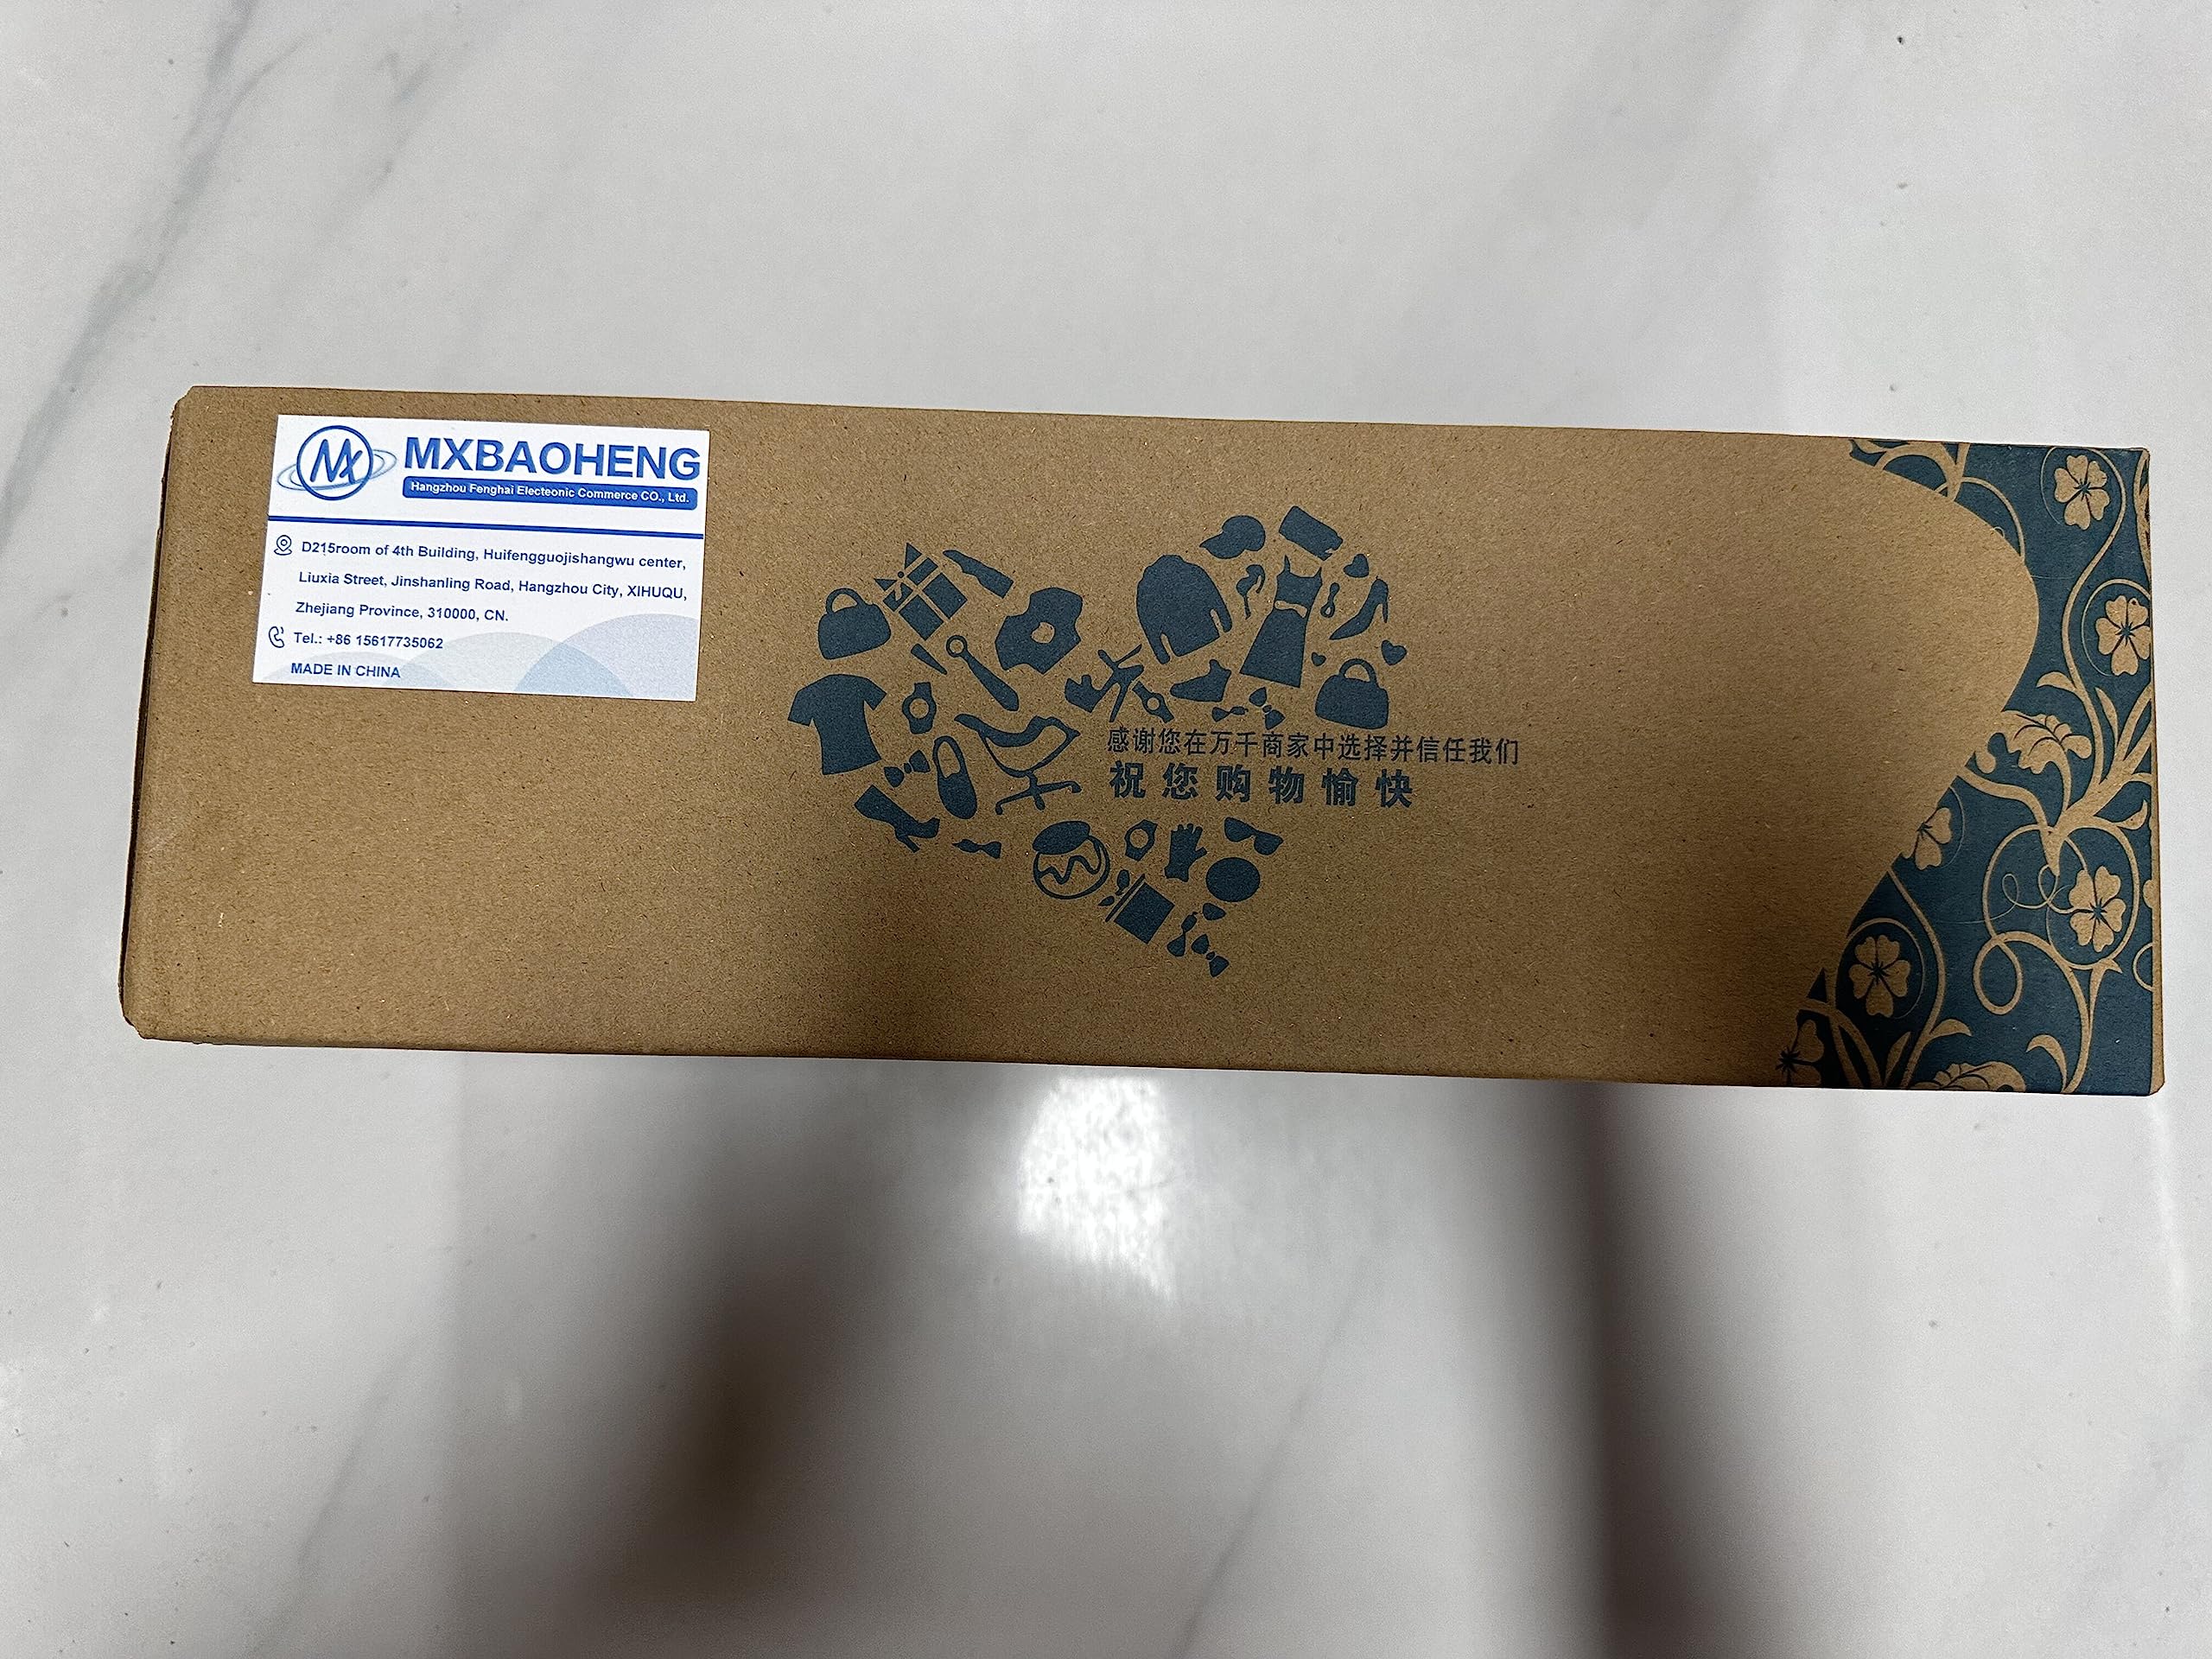 Mx
MXBAOHENG
Hangzhou Fenghai Electeonic Commerce CO., Ltd.
D215room of 4th Building, Huifengguojishangwu center,
Liuxia Street, Jinshanling Road, Hangzhou City, XIHUQU,
Zhejiang Province, 310000, CN.
Tel.: +86 15617735062
MADE IN CHINA
感谢您在万千商家中选择并信任我们
祝您购物愉快